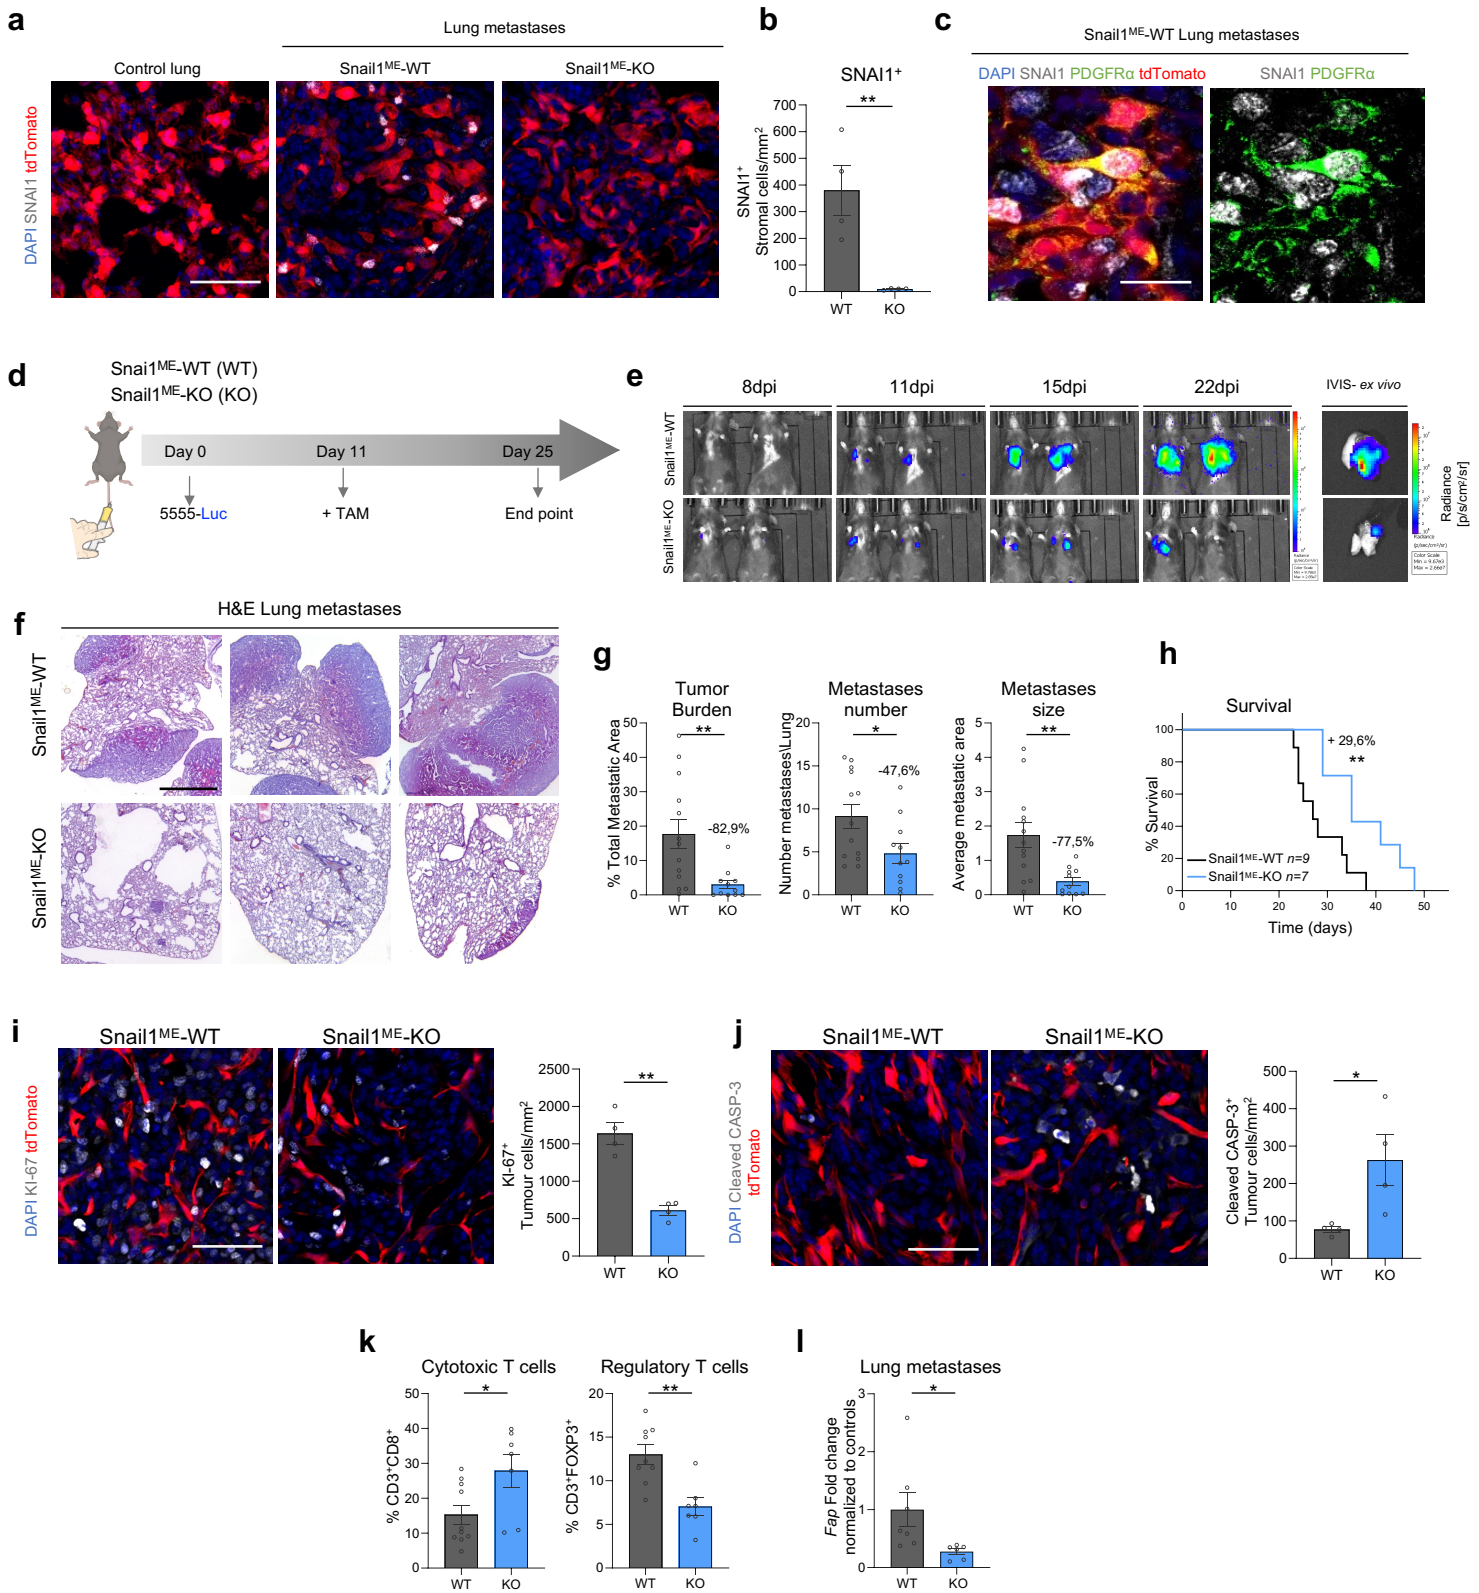 a
Lung metastases
Control lung
Snail1ME-WT
Snail1ME-KO
DAPI SNAI1 tdTomato
b
SNAI1+
**
SNAI1+
Stromal cells/mm2
700
600
500
400
300
200
100
0
WT KO
c
Snail1ME-WT Lung metastases
DAPI SNAI1 PDGFRα tdTomato
SNAI1 PDGFRα
d
Snai1ME-WT (WT)
Snail1ME-KO (KO)
Day 0
Day 11
Day 25
5555-Luc
+ TAM
End point
e
8dpi
11dpi
15dpi
22dpi
IVIS- ex vivo
Snail1ME-WT
Snail1ME-KO
Radiance
[p/s/cm²/sr]
Radiance
(p/sec/cm²/sr)
Color Scale
f
H&E Lung metastases
Snail1ME-WT
Snail1ME-KO
g
Tumor
Burden
**
-82,9%
% Total Metastatic Area
50
40
30
20
10
0
WT KO
Metastases
number
*
-47,6%
Number metastases\Lung
20
15
10
5
0
WT KO
Metastases
size
**
-77,5%
Average metastatic area
5
4
3
2
1
0
WT KO
h
Survival
+ 29,6%
**
% Survival
100
80
60
40
20
0
Snail1ME-WT n=9
Snail1ME-KO n=7
0 10 20 30 40 50
Time (days)
i
Snail1ME-WT
Snail1ME-KO
DAPI KI-67 tdTomato
**
KI-67+
Tumour cells/mm2
2500
2000
1500
1000
500
0
WT KO
j
Snail1ME-WT
Snail1ME-KO
DAPI Cleaved CASP-3
tdTomato
*
Cleaved CASP-3+
Tumour cells/mm2
500
400
300
200
100
0
WT KO
k
Cytotoxic T cells
*
% CD3+CD8+
50
40
30
20
10
0
WT KO
Regulatory T cells
**
% CD3+FOXP3+
20
15
10
5
0
WT KO
l
Lung metastases
*
Fap Fold change
normalized to controls
3
2
1
0
WT KO